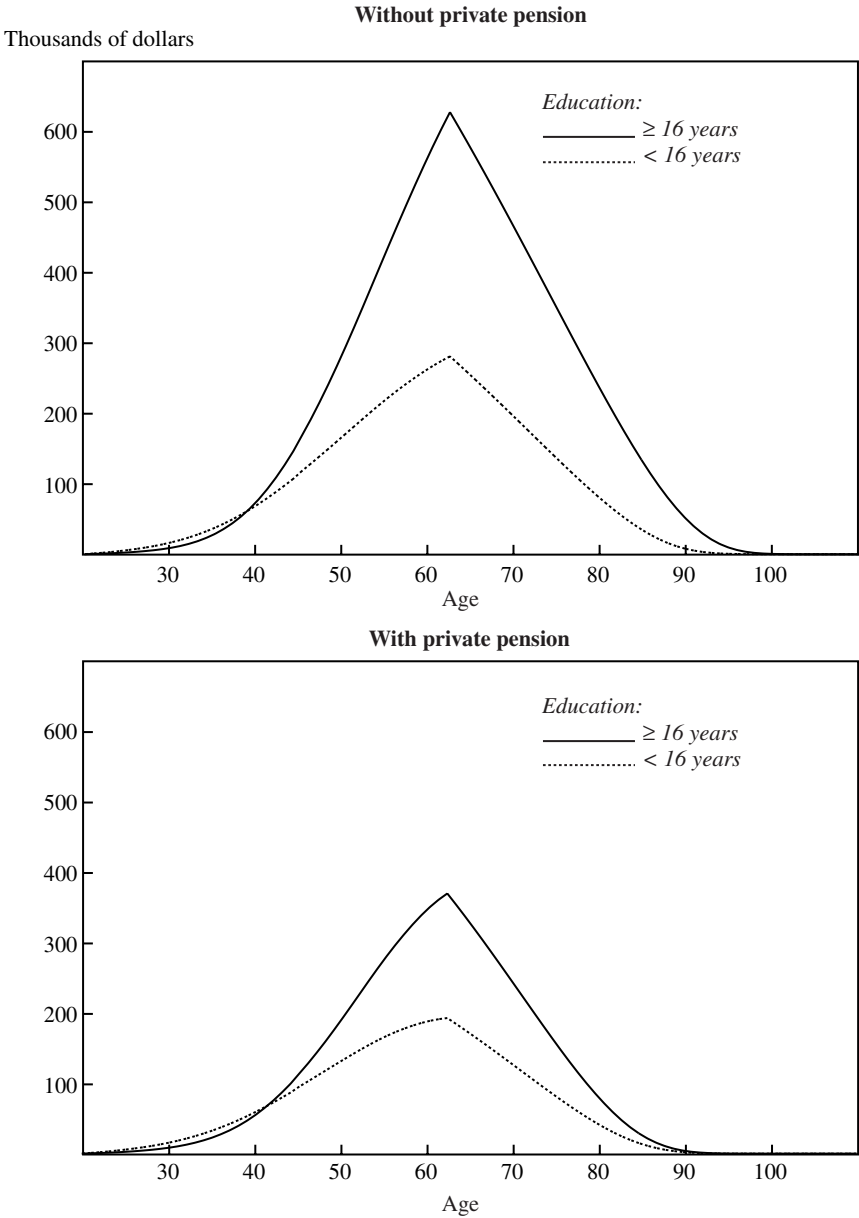 Without private pension
Thousands of dollars
Education:
≥ 16 years
< 16 years
600
500
400
300
200
100
30 40 50 60 70 80 90 100
Age
With private pension
Education:
≥ 16 years
< 16 years
600
500
400
300
200
100
30 40 50 60 70 80 90 100
Age